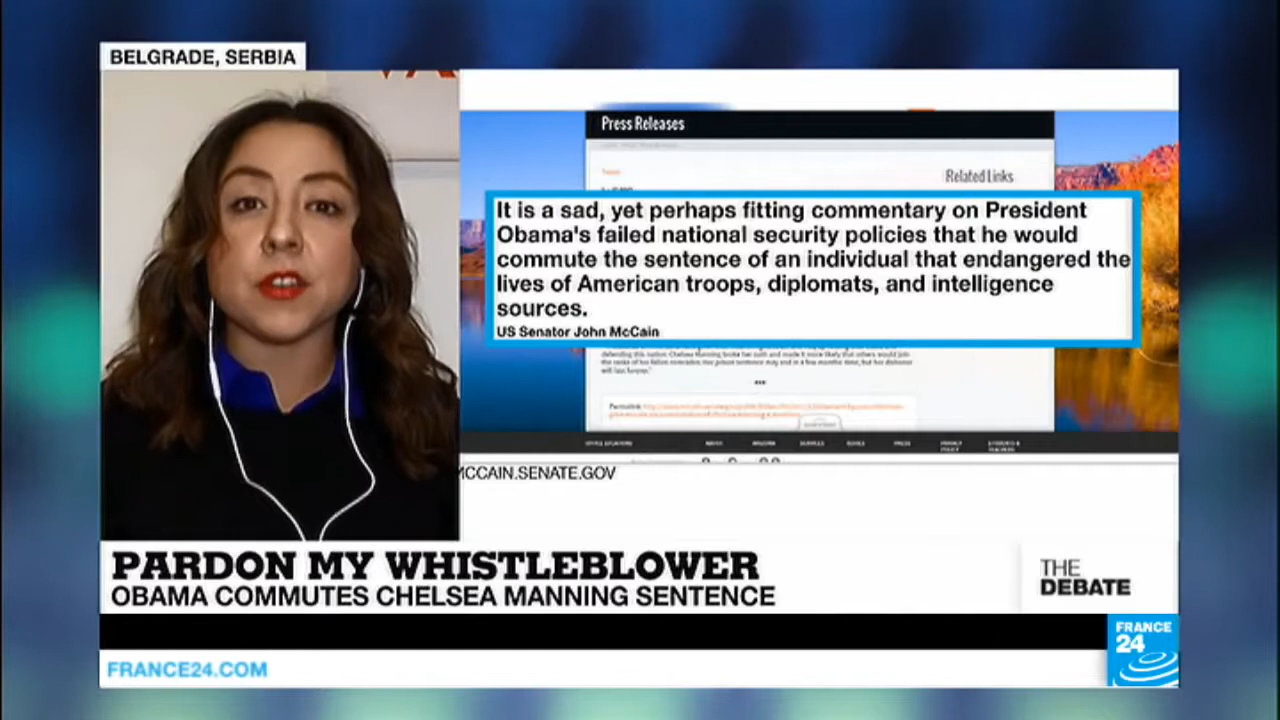 BELGRADE, SERBIA
Press Releases
Related Links
It is a sad, yet perhaps fitting commentary on President
Obama's failed national security policies that he would
commute the sentence of an individual that endangered the
lives of American troops, diplomats, and intelligence
sources.
US Senator John McCain
MCCAIN.SENATE.GOV
PARDON MY WHISTLEBLOWER
OBAMA COMMUTES CHELSEA MANNING SENTENCE
THE
DEBATE
FRANCE
24
FRANCE24.COM